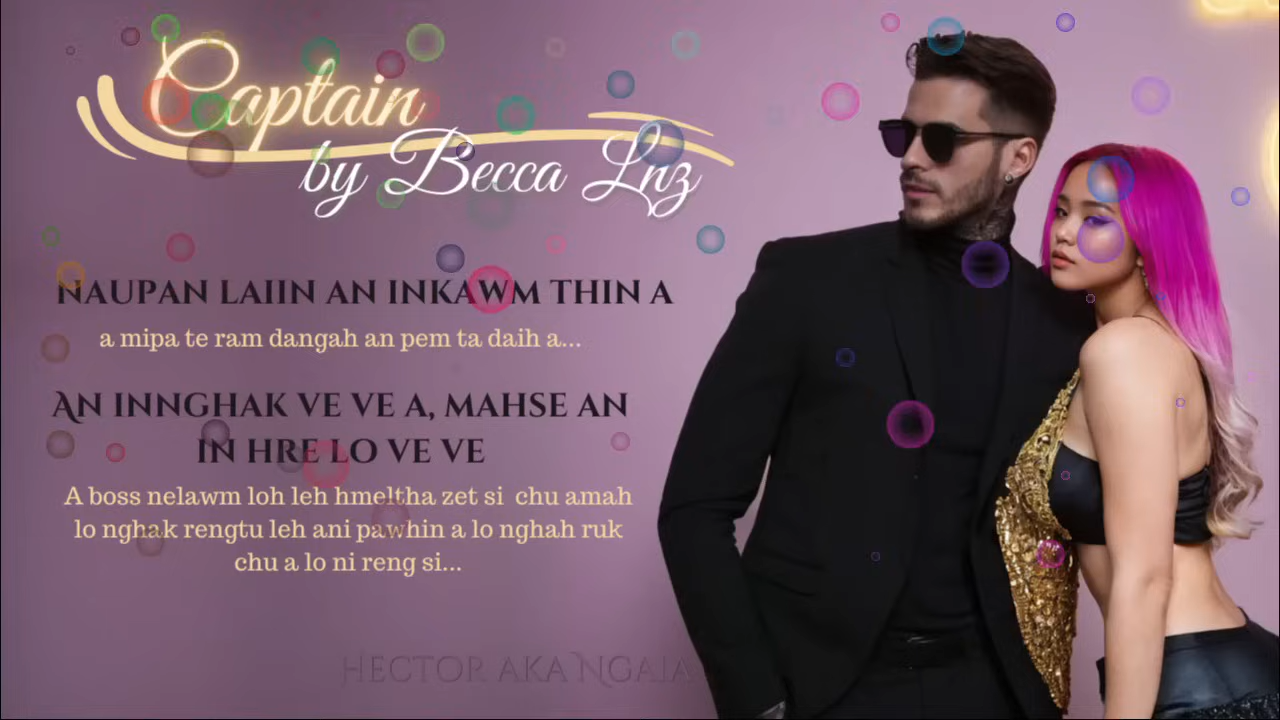 Captain
by Becca Lnz
NAUPAN LAIIN AN INKAWM THIN A
a mipa te ram dangah an pem ta daih a...
AN INNGHAK VE VE A, MAHSE AN
IN HRE LO VE VE
A boss nelawm loh leh hmeltha zet si chu amah
lo nghak rengtu leh ani pawhin a lo nghah ruk
chu a lo ni reng si...
HECTOR AKA NGAIA